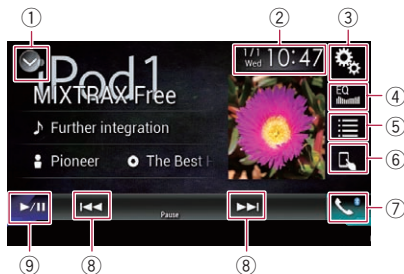 ① ② ③
iPod1
1/1
Wed 10:47
MIXTRAX Free
EQ ④
Further integration
⑤
Pioneer The Best H
⑥
Pause
⑦
⑨ ⑧ ⑧